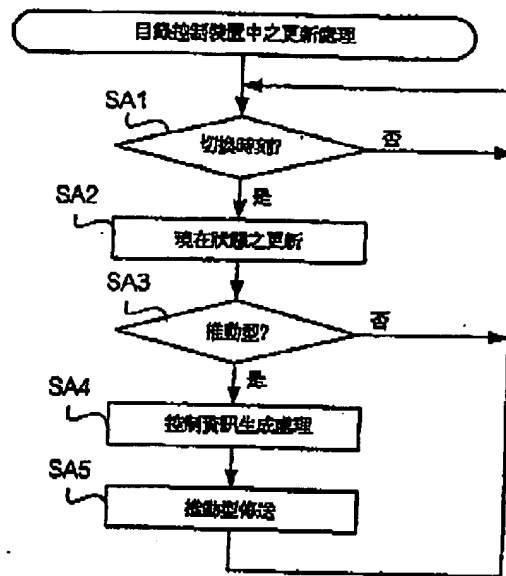 目錄控制裝置中之更新處理
SA1
切換時刻?
否
是
SA2
現在狀態之更新
SA3
推動型?
否
是
SA4
控制資訊生成處理
SA5
推動型傳送